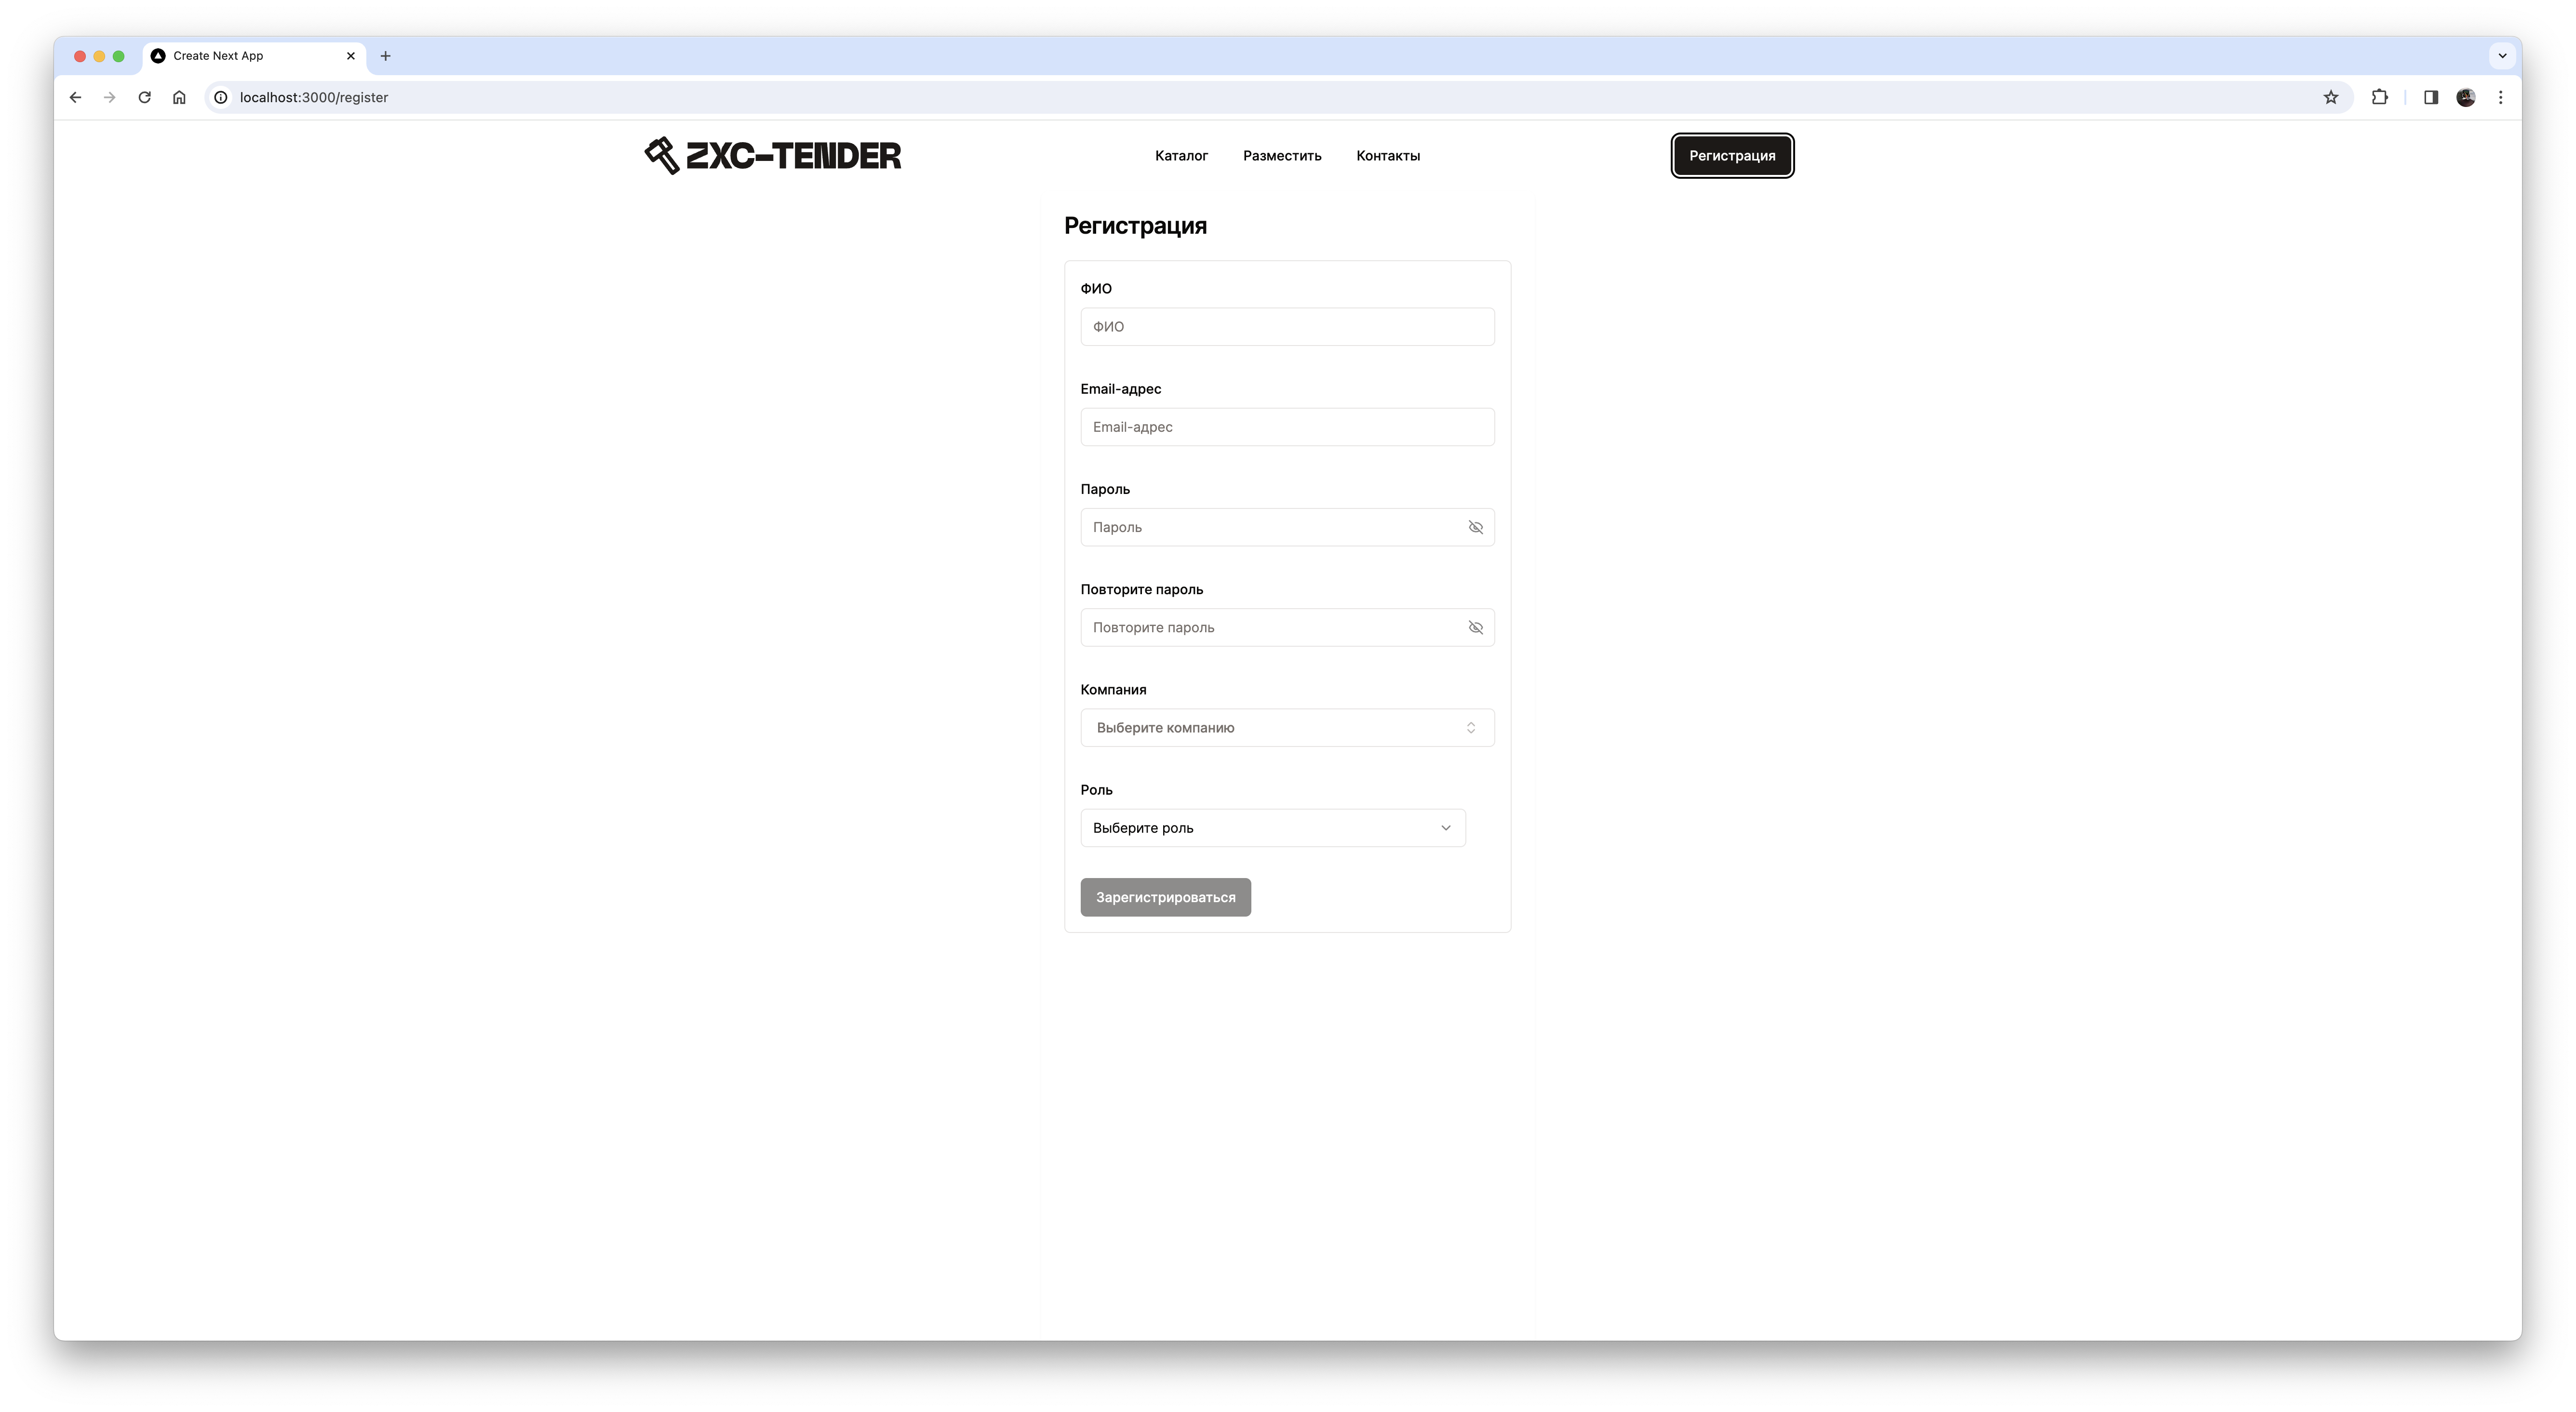 Create Next App
localhost:3000/register
ZXC-TENDER
Каталог
Разместить
Контакты
Регистрация
Регистрация
ФИО
ФИО
Email-адрес
Email-адрес
Пароль
Пароль
Повторите пароль
Повторите пароль
Компания
Выберите компанию
Роль
Выберите роль
Зарегистрироваться